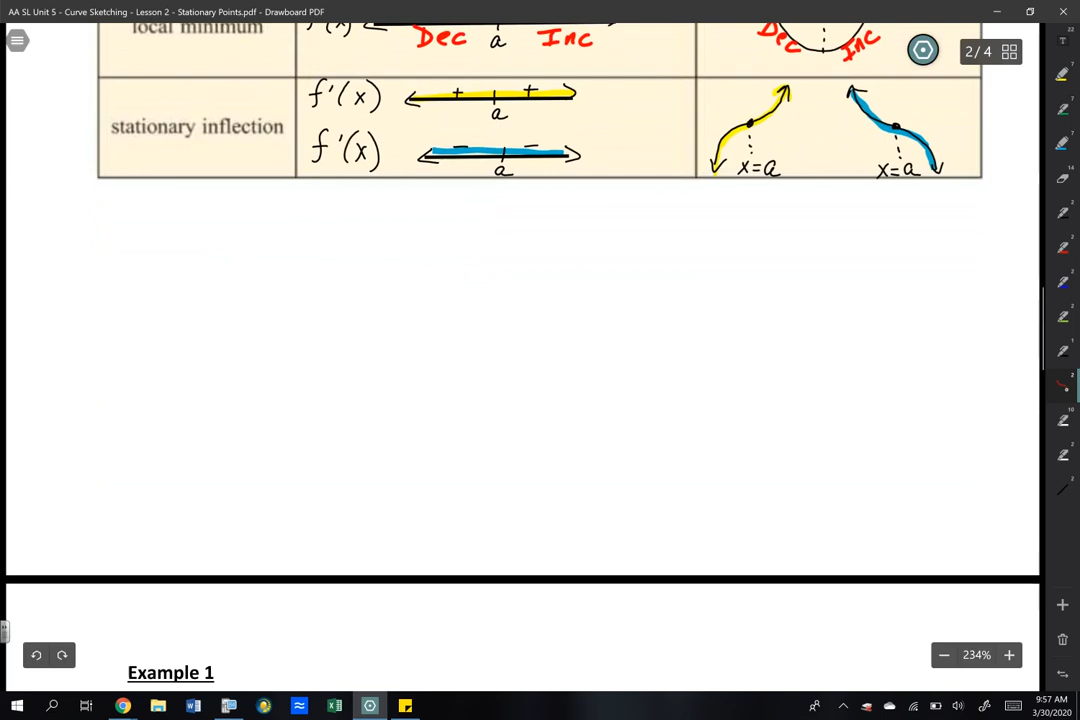 AA SL Unit 5 - Curve Sketching - Lesson 2 - Stationary Points.pdf - Drawboard PDF
local minimum
Dec a Inc
Dec Inc
2 / 4
stationary inflection
f'(x) + + a
f'(x) − − a
x=a x=a
Example 1
234%
9:57 AM
3/30/2020